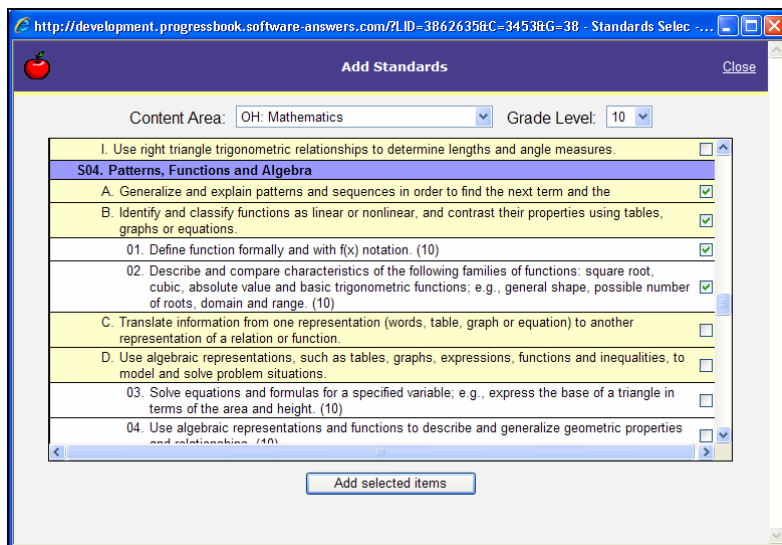 http://development.progressbook.software-answers.com/?LID=3862635&C=3453&G=38 - Standards Selec -...
Add Standards
Close
Content Area: OH: Mathematics Grade Level: 10
I. Use right triangle trigonometric relationships to determine lengths and angle measures.
S04. Patterns, Functions and Algebra
A. Generalize and explain patterns and sequences in order to find the next term and the
B. Identify and classify functions as linear or nonlinear, and contrast their properties using tables,
graphs or equations.
01. Define function formally and with f(x) notation. (10)
02. Describe and compare characteristics of the following families of functions: square root,
cubic, absolute value and basic trigonometric functions; e.g., general shape, possible number
of roots, domain and range. (10)
C. Translate information from one representation (words, table, graph or equation) to another
representation of a relation or function.
D. Use algebraic representations, such as tables, graphs, expressions, functions and inequalities, to
model and solve problem situations.
03. Solve equations and formulas for a specified variable; e.g., express the base of a triangle in
terms of the area and height. (10)
04. Use algebraic representations and functions to describe and generalize geometric properties
and relationships. (10)
Add selected items